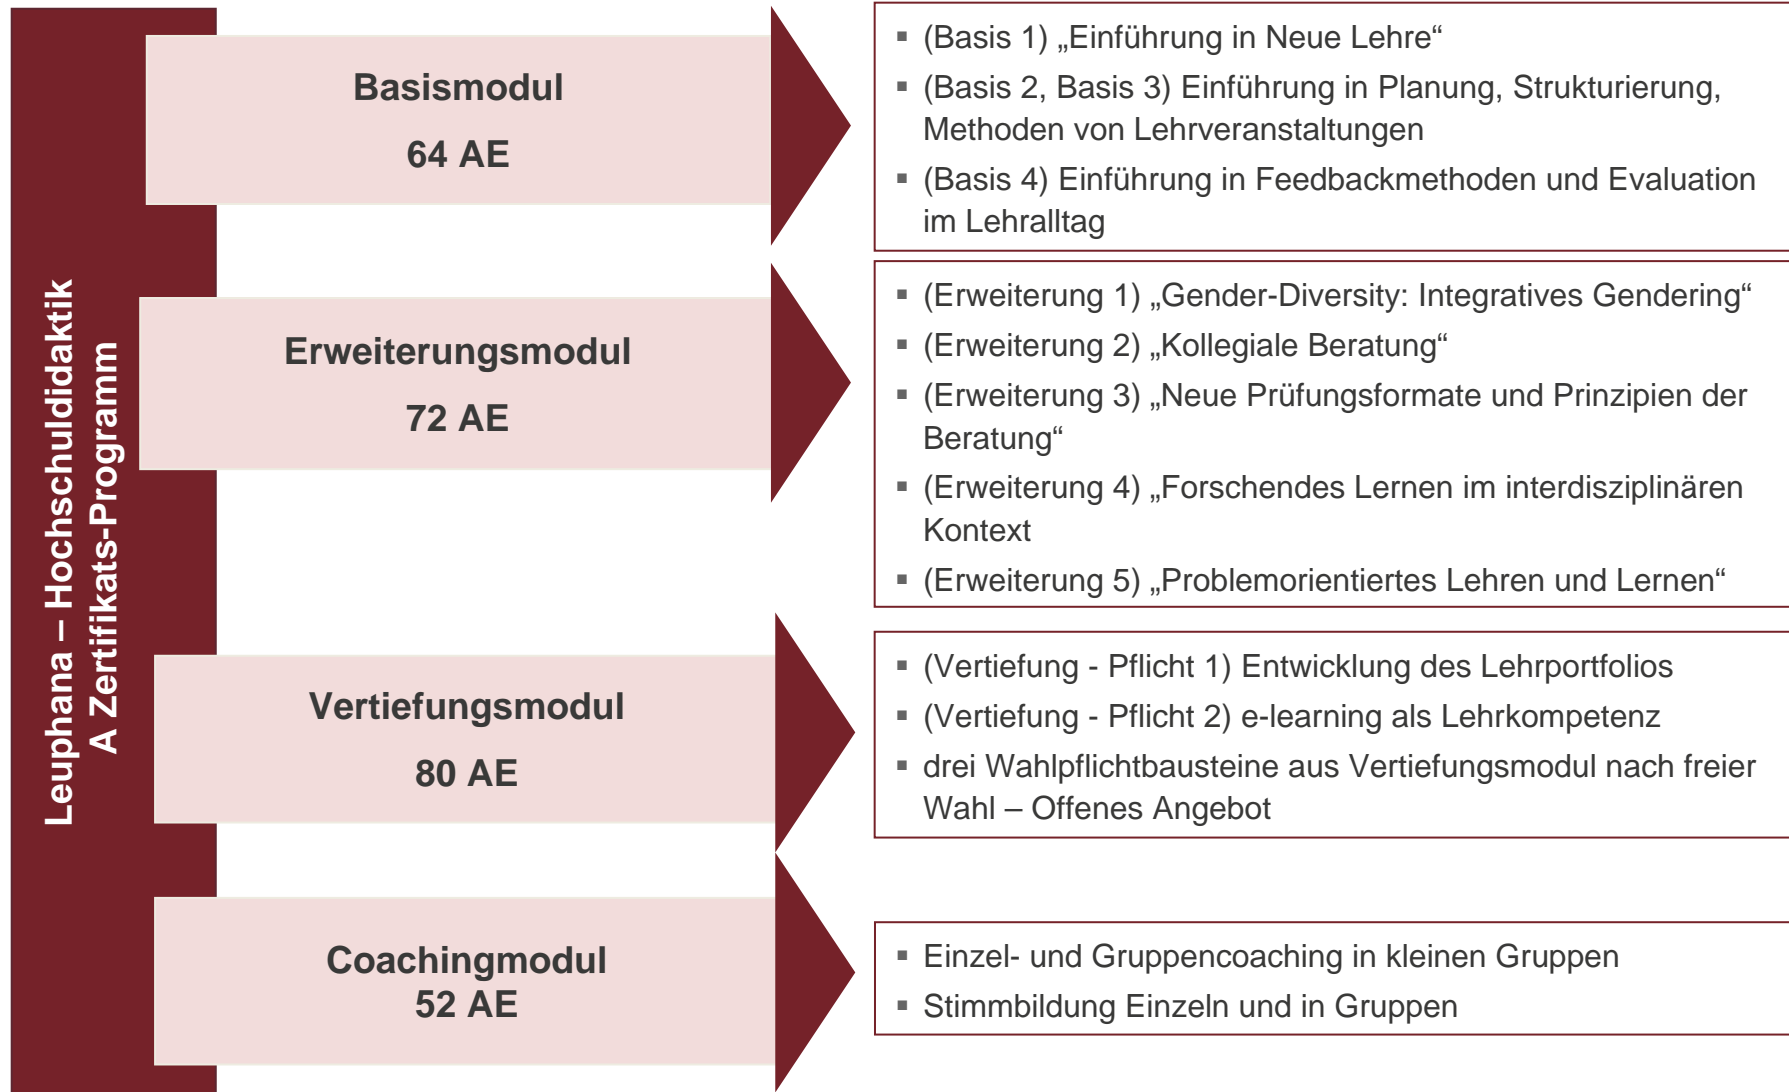 Leuphana – Hochschuldidaktik
A Zertifikats-Programm
Basismodul
64 AE
▪ (Basis 1) „Einführung in Neue Lehre“
▪ (Basis 2, Basis 3) Einführung in Planung, Strukturierung,
Methoden von Lehrveranstaltungen
▪ (Basis 4) Einführung in Feedbackmethoden und Evaluation
im Lehralltag
Erweiterungsmodul
72 AE
▪ (Erweiterung 1) „Gender-Diversity: Integratives Gendering“
▪ (Erweiterung 2) „Kollegiale Beratung“
▪ (Erweiterung 3) „Neue Prüfungsformate und Prinzipien der
Beratung“
▪ (Erweiterung 4) „Forschendes Lernen im interdisziplinären
Kontext
▪ (Erweiterung 5) „Problemorientiertes Lehren und Lernen“
Vertiefungsmodul
80 AE
▪ (Vertiefung - Pflicht 1) Entwicklung des Lehrportfolios
▪ (Vertiefung - Pflicht 2) e-learning als Lehrkompetenz
▪ drei Wahlpflichtbausteine aus Vertiefungsmodul nach freier
Wahl – Offenes Angebot
Coachingmodul
52 AE
▪ Einzel- und Gruppencoaching in kleinen Gruppen
▪ Stimmbildung Einzeln und in Gruppen